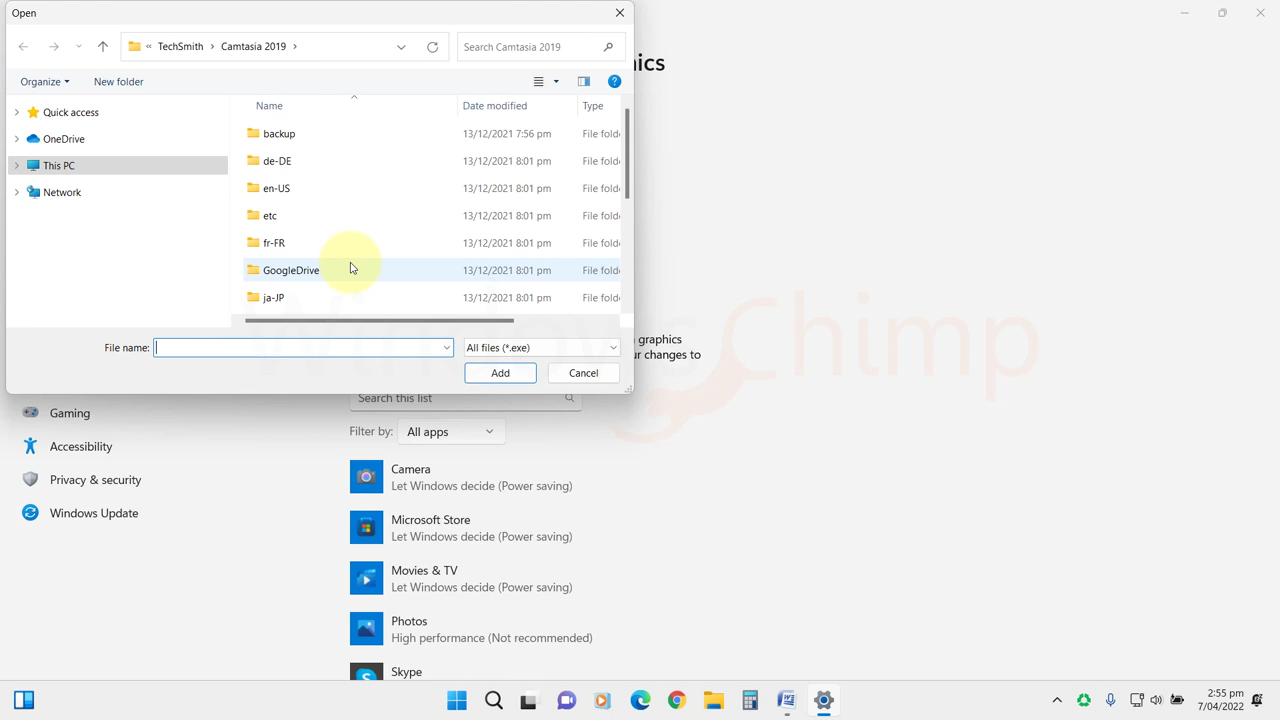 Open
« TechSmith > Camtasia 2019 >
Search Camtasia 2019
ics
Organize
New folder
Name
Date modified
Type
Quick access
OneDrive
This PC
Network
backup 13/12/2021 7:56 pm File fold
de-DE 13/12/2021 8:01 pm File fold
en-US 13/12/2021 8:01 pm File fold
etc 13/12/2021 8:01 pm File fold
fr-FR 13/12/2021 8:01 pm File fold
GoogleDrive 13/12/2021 8:01 pm File fold
ja-JP 13/12/2021 8:01 pm File fold
Windows Chimp
File name:
All files (*.exe)
graphics
ur changes to
Add
Cancel
Search this list
Filter by: All apps
Gaming
Accessibility
Privacy & security
Windows Update
Camera
Let Windows decide (Power saving)
Microsoft Store
Let Windows decide (Power saving)
Movies & TV
Let Windows decide (Power saving)
Photos
High performance (Not recommended)
Skype
2:55 pm
7/04/2022